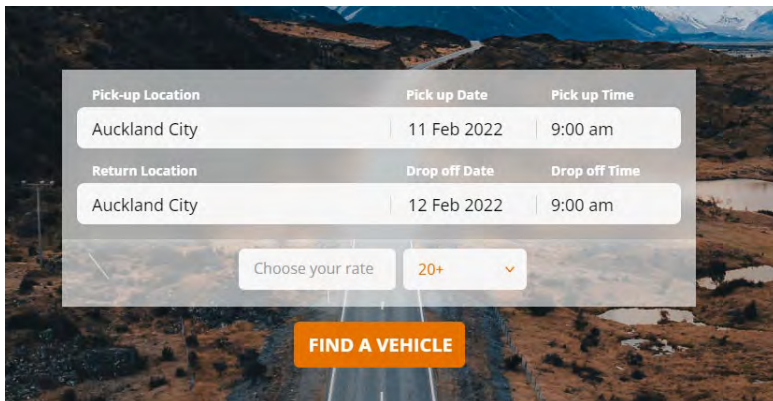 Pick-up Location Pick up Date Pick up Time
Auckland City 11 Feb 2022 9:00 am
Return Location Drop off Date Drop off Time
Auckland City 12 Feb 2022 9:00 am
Choose your rate 20+
FIND A VEHICLE